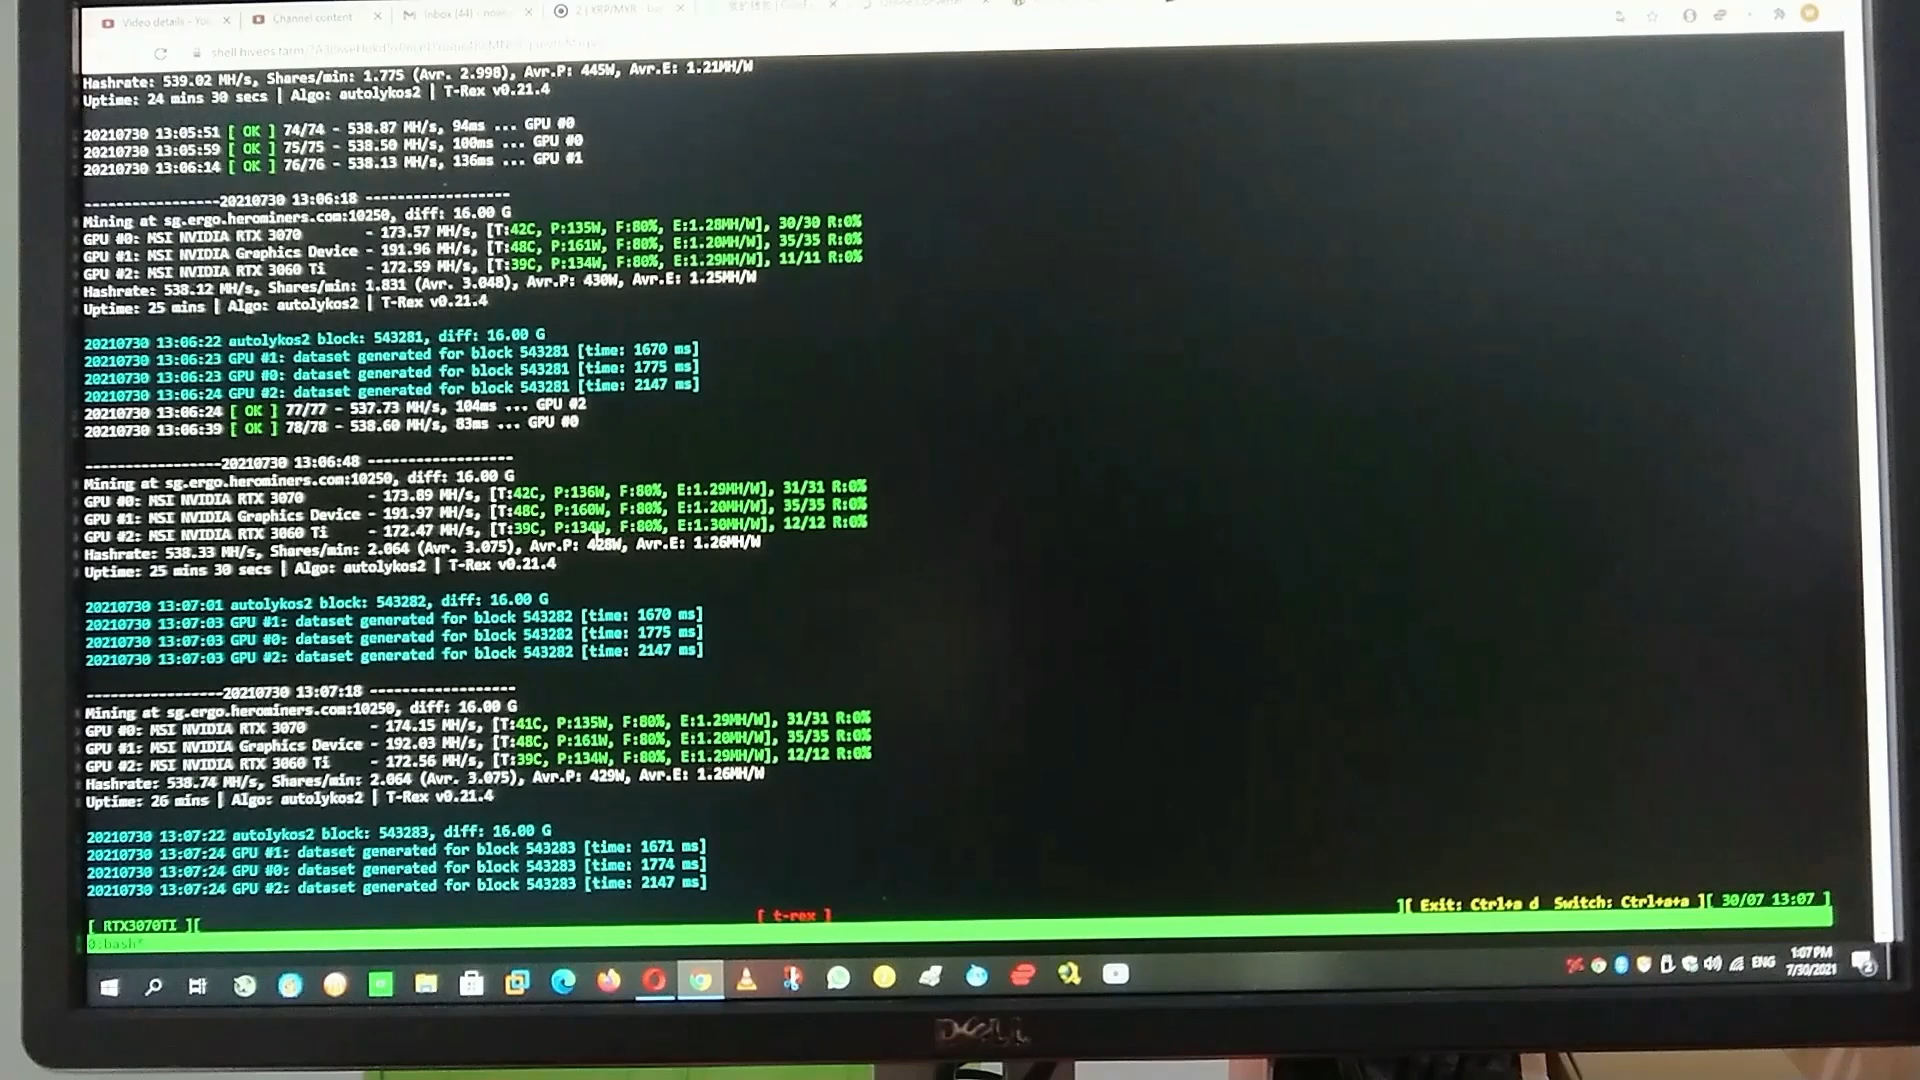 Video details - You
Channel content
Inbox (44) -
2 | XRP/MYR -
shell.hiveos.farm
Hashrate: 539.02 MH/s, Shares/min: 1.775 (Avr. 2.998), Avr.P: 445W, Avr.E: 1.21MH/W
Uptime: 24 mins 30 secs | Algo: autolykos2 | T-Rex v0.21.4
20210730 13:05:51 [ OK ] 74/74 - 538.87 MH/s, 94ms ... GPU #0
20210730 13:05:59 [ OK ] 75/75 - 538.50 MH/s, 100ms ... GPU #0
20210730 13:06:14 [ OK ] 76/76 - 538.13 MH/s, 136ms ... GPU #1
------------------20210730 13:06:18 ------------------
Mining at sg.ergo.herominers.com:10250, diff: 16.00 G
GPU #0: MSI NVIDIA RTX 3070 - 173.57 MH/s, [T:42C, P:135W, F:80%, E:1.28MH/W], 30/30 R:0%
GPU #1: MSI NVIDIA Graphics Device - 191.96 MH/s, [T:48C, P:161W, F:80%, E:1.20MH/W], 35/35 R:0%
GPU #2: MSI NVIDIA RTX 3060 Ti - 172.59 MH/s, [T:39C, P:134W, F:80%, E:1.29MH/W], 11/11 R:0%
Hashrate: 538.12 MH/s, Shares/min: 1.831 (Avr. 3.048), Avr.P: 430W, Avr.E: 1.25MH/W
Uptime: 25 mins | Algo: autolykos2 | T-Rex v0.21.4
20210730 13:06:22 autolykos2 block: 543281, diff: 16.00 G
20210730 13:06:23 GPU #1: dataset generated for block 543281 [time: 1670 ms]
20210730 13:06:23 GPU #0: dataset generated for block 543281 [time: 1775 ms]
20210730 13:06:24 GPU #2: dataset generated for block 543281 [time: 2147 ms]
20210730 13:06:24 [ OK ] 77/77 - 537.73 MH/s, 104ms ... GPU #2
20210730 13:06:39 [ OK ] 78/78 - 538.60 MH/s, 83ms ... GPU #0
------------------20210730 13:06:48 ------------------
Mining at sg.ergo.herominers.com:10250, diff: 16.00 G
GPU #0: MSI NVIDIA RTX 3070 - 173.89 MH/s, [T:42C, P:136W, F:80%, E:1.29MH/W], 31/31 R:0%
GPU #1: MSI NVIDIA Graphics Device - 191.97 MH/s, [T:48C, P:160W, F:80%, E:1.20MH/W], 35/35 R:0%
GPU #2: MSI NVIDIA RTX 3060 Ti - 172.47 MH/s, [T:39C, P:134W, F:80%, E:1.30MH/W], 12/12 R:0%
Hashrate: 538.33 MH/s, Shares/min: 2.064 (Avr. 3.075), Avr.P: 428W, Avr.E: 1.26MH/W
Uptime: 25 mins 30 secs | Algo: autolykos2 | T-Rex v0.21.4
20210730 13:07:01 autolykos2 block: 543282, diff: 16.00 G
20210730 13:07:03 GPU #1: dataset generated for block 543282 [time: 1670 ms]
20210730 13:07:03 GPU #0: dataset generated for block 543282 [time: 1775 ms]
20210730 13:07:03 GPU #2: dataset generated for block 543282 [time: 2147 ms]
------------------20210730 13:07:18 ------------------
Mining at sg.ergo.herominers.com:10250, diff: 16.00 G
GPU #0: MSI NVIDIA RTX 3070 - 174.15 MH/s, [T:41C, P:135W, F:80%, E:1.29MH/W], 31/31 R:0%
GPU #1: MSI NVIDIA Graphics Device - 192.03 MH/s, [T:48C, P:161W, F:80%, E:1.20MH/W], 35/35 R:0%
GPU #2: MSI NVIDIA RTX 3060 Ti - 172.56 MH/s, [T:39C, P:134W, F:80%, E:1.29MH/W], 12/12 R:0%
Hashrate: 538.74 MH/s, Shares/min: 2.064 (Avr. 3.075), Avr.P: 429W, Avr.E: 1.26MH/W
Uptime: 26 mins | Algo: autolykos2 | T-Rex v0.21.4
20210730 13:07:22 autolykos2 block: 543283, diff: 16.00 G
20210730 13:07:24 GPU #1: dataset generated for block 543283 [time: 1671 ms]
20210730 13:07:24 GPU #0: dataset generated for block 543283 [time: 1774 ms]
20210730 13:07:24 GPU #2: dataset generated for block 543283 [time: 2147 ms]
[ RTX3070TI ][ [ t-rex ] ][ Exit: Ctrl+a d Switch: Ctrl+a+a ][ 30/07 13:07 ]
0:bash*
ENG
1:07 PM
7/30/2021
2
DELL